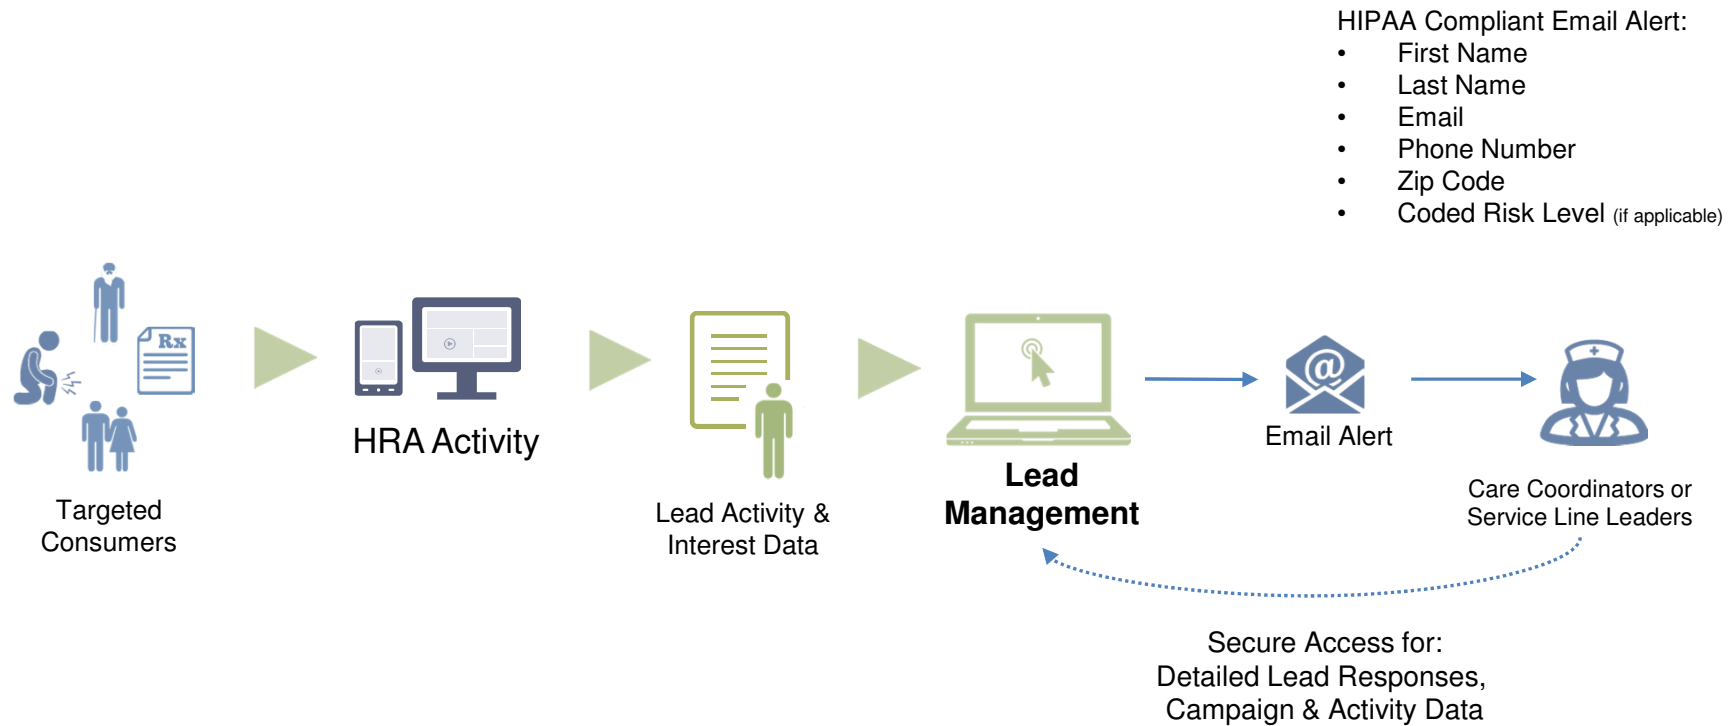 HIPAA Compliant Email Alert:
• First Name
• Last Name
• Email
• Phone Number
• Zip Code
• Coded Risk Level (if applicable)
Rx
@
HRA Activity
Email Alert
Lead
Management
Targeted
Consumers
Lead Activity &
Interest Data
Care Coordinators or
Service Line Leaders
Secure Access for:
Detailed Lead Responses,
Campaign & Activity Data